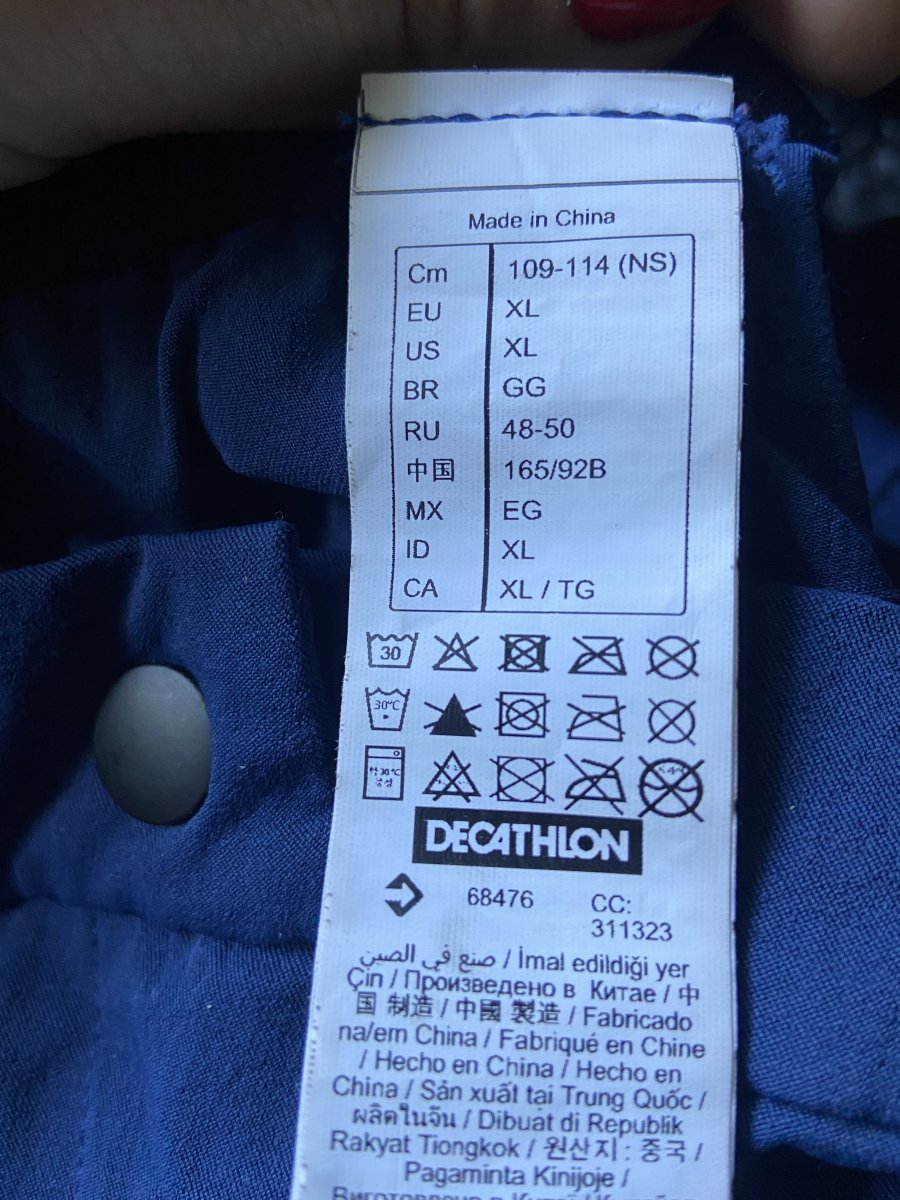 Made in China
Cm 109-114 (NS)
EU XL
US XL
BR GG
RU 48-50
中国 165/92B
MX EG
ID XL
CA XL / TG
30
30℃
약 30℃
중성
DECATHLON
68476 CC:
311323
صنع في الصين / İmal edildiği yer
Çin / Произведено в Китае / 中
国 制造 / 中國 製造 / Fabricado
na/em China / Fabriqué en Chine
/ Hecho en China / Hecho en
China / Sản xuất tại Trung Quốc /
ผลิตในจีน / Dibuat di Republik
Rakyat Tiongkok / 원산지 : 중국 /
Pagaminta Kinijoje /